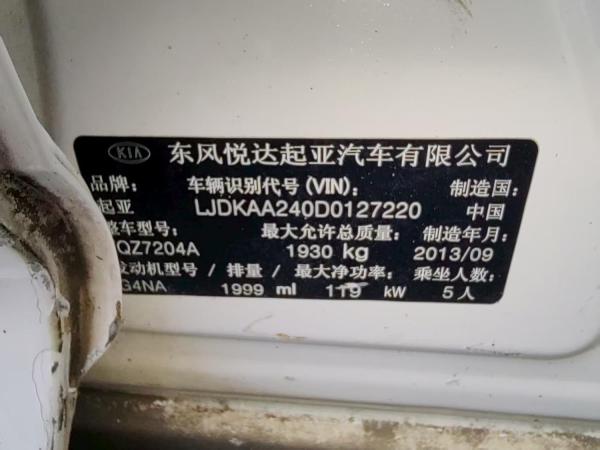 KIA 东风悦达起亚汽车有限公司
品牌: 车辆识别代号(VIN): 制造国:
起亚 LJDKAA240D0127220 中国
整车型号: 最大允许总质量: 制造年月:
QZ7204A 1930 kg 2013/09
发动机型号/排量/最大净功率: 乘坐人数:
G4NA 1999 ml 119 kW 5人